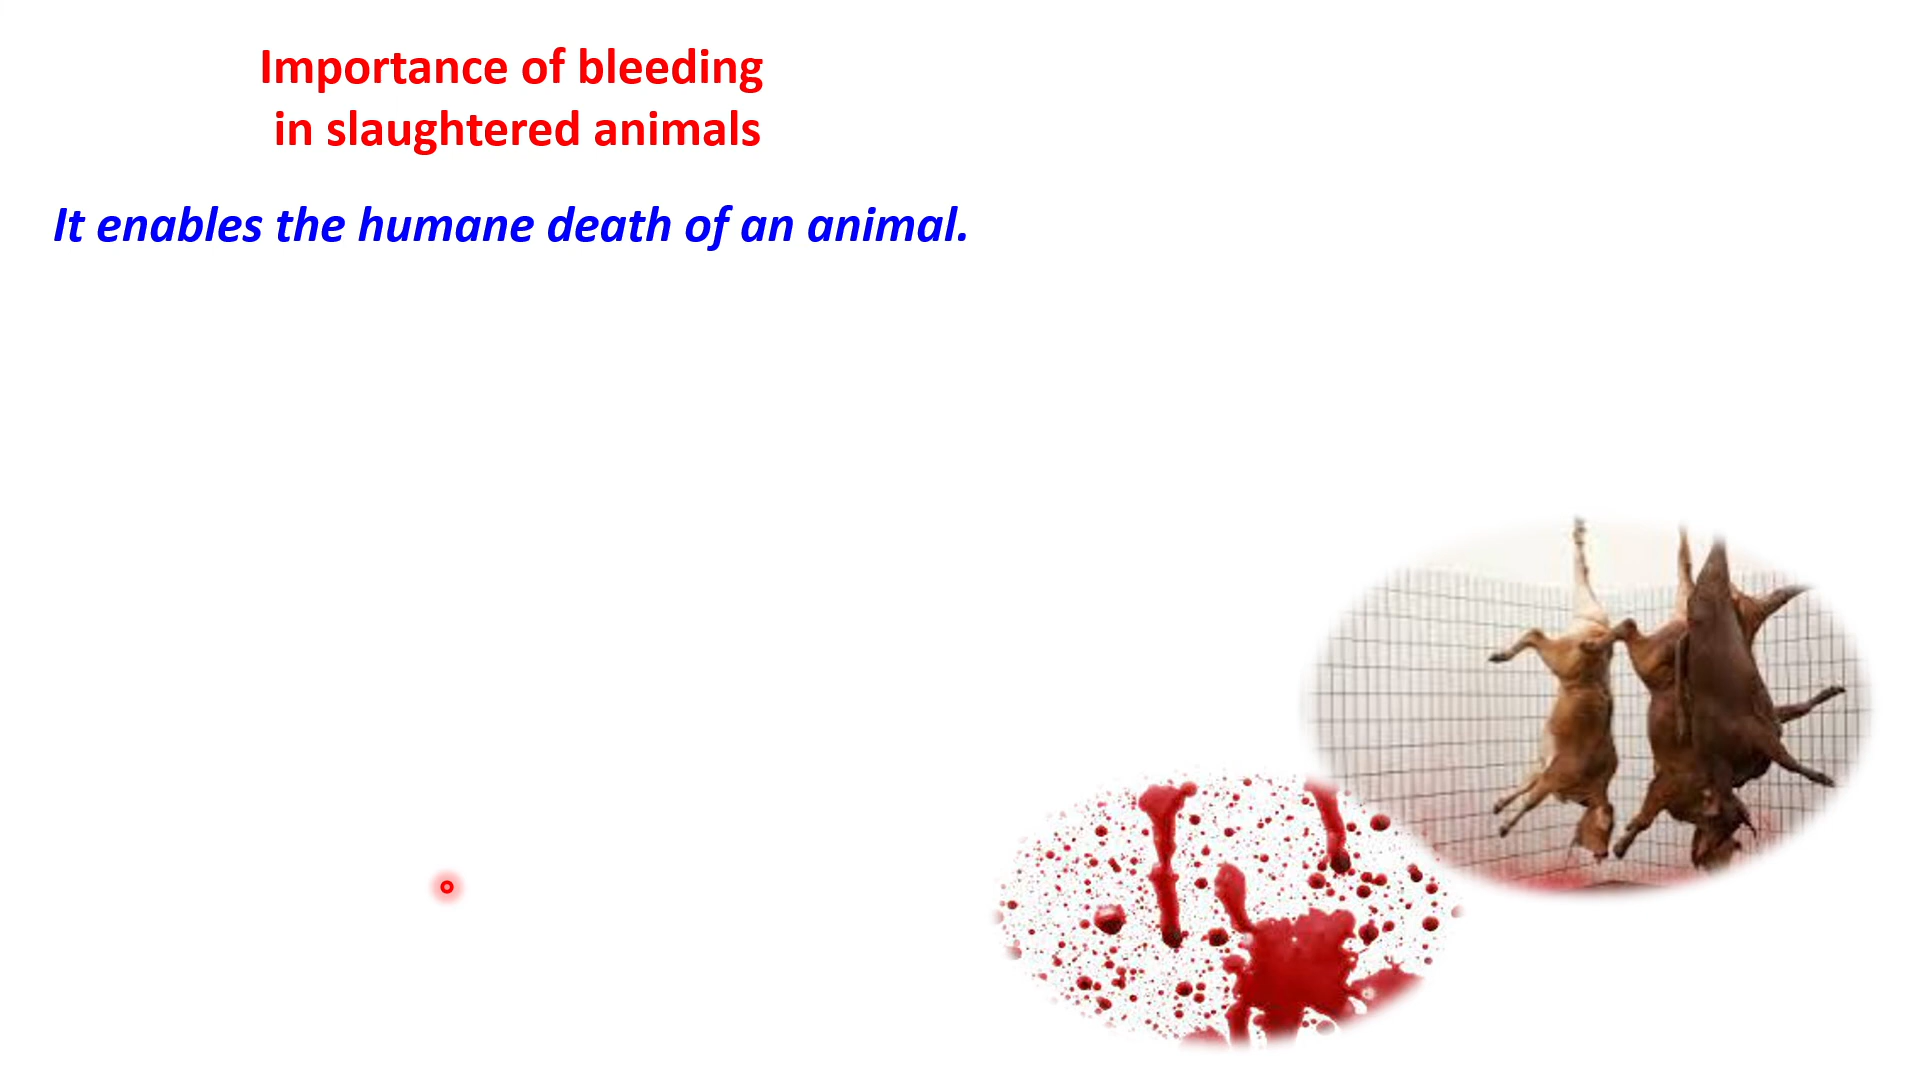 Importance of bleeding
in slaughtered animals
It enables the humane death of an animal.